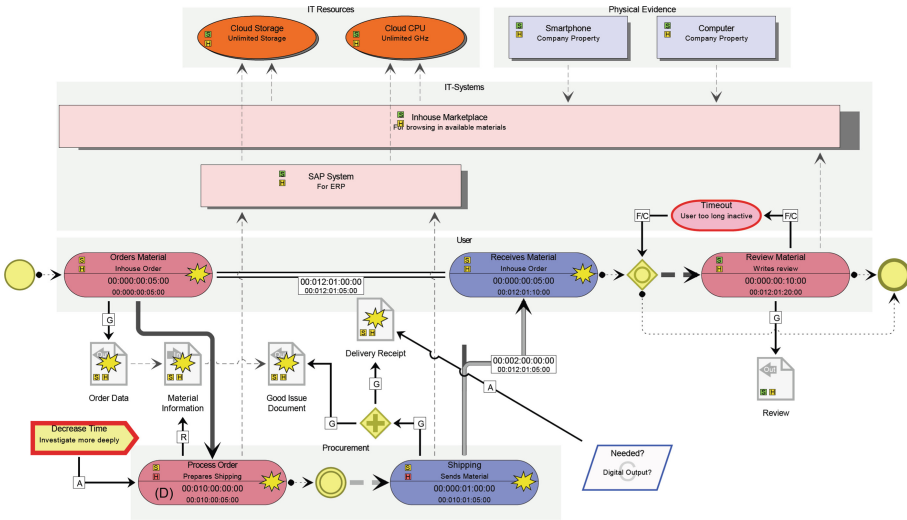 IT Resources
Physical Evidence
Cloud Storage
Unlimited Storage
Cloud CPU
Unlimited GHz
Smartphone
Company Property
Computer
Company Property
S
H
S
H
S
H
S
H
IT-Systems
Inhouse Marketplace
For browsing in available materials
S
H
SAP System
For ERP
S
H
Timeout
User too long inactive
F/C
F/C
User
Orders Material
Inhouse Order
00:000:00:05:00
00:000:00:05:00
S
H
00:012:01:00:00
00:012:01:05:00
Receives Material
Inhouse Order
00:000:00:05:00
00:012:01:10:00
S
H
Review Material
Writes review
00:000:00:10:00
00:012:01:20:00
S
H
G
G
S H
S H
S H
S H
Order Data
Material
Information
Good Issue
Document
Delivery Receipt
00:002:00:00:00
00:012:01:05:00
Out
S H
Review
A
G
G
G
R
Procurement
Decrease Time
Investigate more deeply
A
Process Order
Prepares Shipping
00:010:00:00:00
00:010:00:05:00
(D)
S
H
Shipping
Sends Material
00:000:01:00:00
00:010:01:05:00
S
H
Needed?
Digital Output?